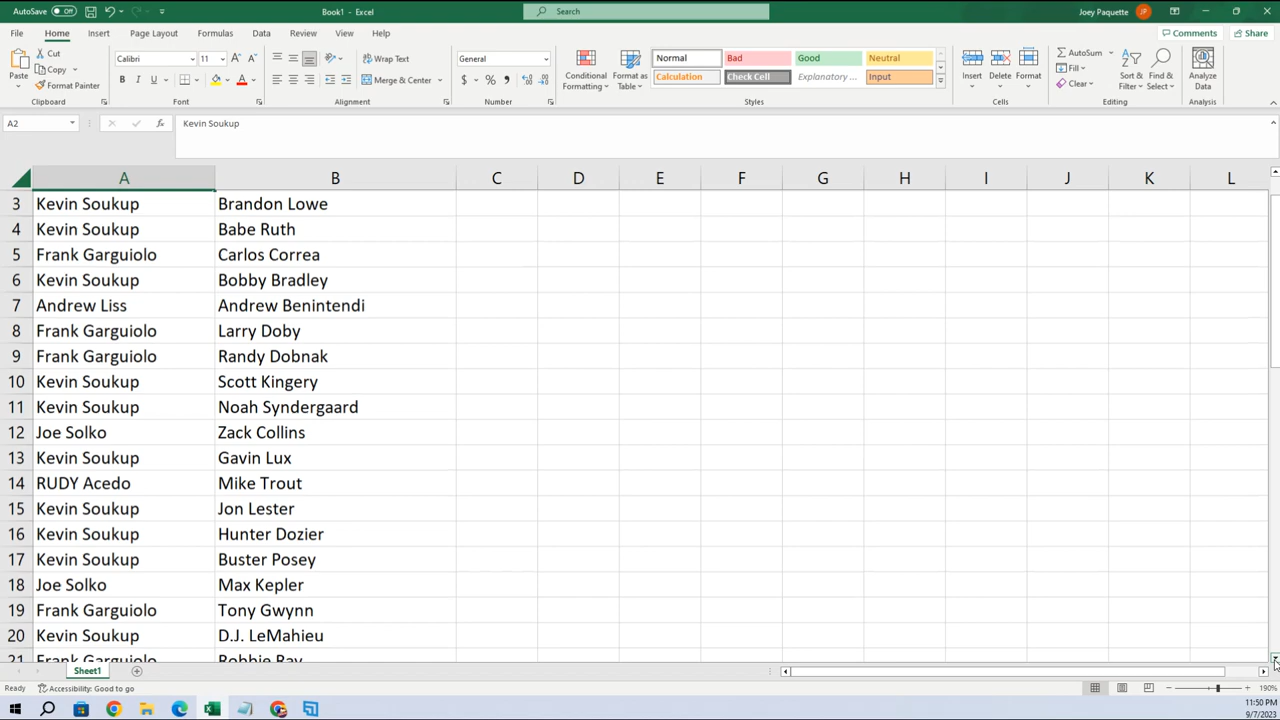 AutoSave Off Book1 - Excel Search Joey Paquette JP
File Home Insert Page Layout Formulas Data Review View Help Comments Share
Paste Cut Copy Format Painter Clipboard
Calibri 11 A A B I U A Font
Wrap Text Merge & Center Alignment
General $ % , Number
Conditional Formatting Format as Table
Normal Bad Good Neutral
Calculation Check Cell Explanatory ... Input
Styles
Insert Delete Format Cells
AutoSum Fill Clear Sort & Filter Find & Select Editing
Analyze Data Analysis
A2 fx Kevin Soukup
A B C D E F G H I J K L
3 Kevin Soukup Brandon Lowe
4 Kevin Soukup Babe Ruth
5 Frank Garguiolo Carlos Correa
6 Kevin Soukup Bobby Bradley
7 Andrew Liss Andrew Benintendi
8 Frank Garguiolo Larry Doby
9 Frank Garguiolo Randy Dobnak
10 Kevin Soukup Scott Kingery
11 Kevin Soukup Noah Syndergaard
12 Joe Solko Zack Collins
13 Kevin Soukup Gavin Lux
14 RUDY Acedo Mike Trout
15 Kevin Soukup Jon Lester
16 Kevin Soukup Hunter Dozier
17 Kevin Soukup Buster Posey
18 Joe Solko Max Kepler
19 Frank Garguiolo Tony Gwynn
20 Kevin Soukup D.J. LeMahieu
21 Frank Garguiolo Robbie Ray
Sheet1
Ready Accessibility: Good to go 190%
11:50 PM
9/7/2023